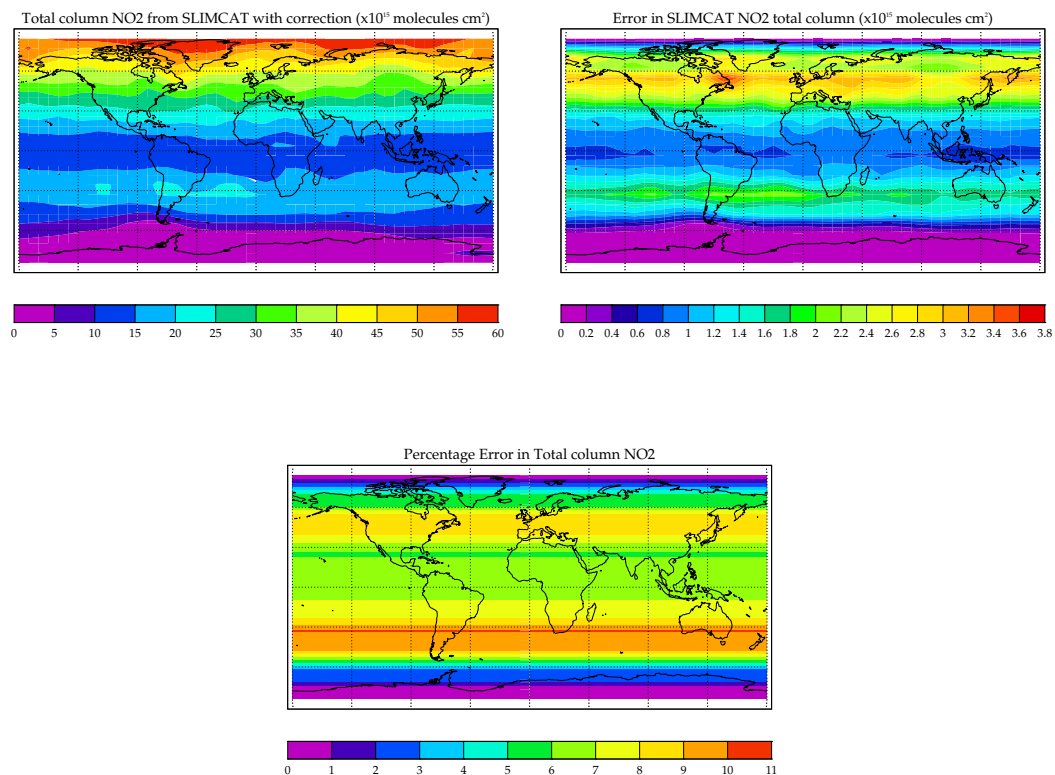 Total column NO2 from SLIMCAT with correction (x10¹⁵ molecules cm²)
0 5 10 15 20 25 30 35 40 45 50 55 60
Error in SLIMCAT NO2 total column (x10¹⁵ molecules cm²)
0 0.2 0.4 0.6 0.8 1 1.2 1.4 1.6 1.8 2 2.2 2.4 2.6 2.8 3 3.2 3.4 3.6 3.8
Percentage Error in Total column NO2
0 1 2 3 4 5 6 7 8 9 10 11